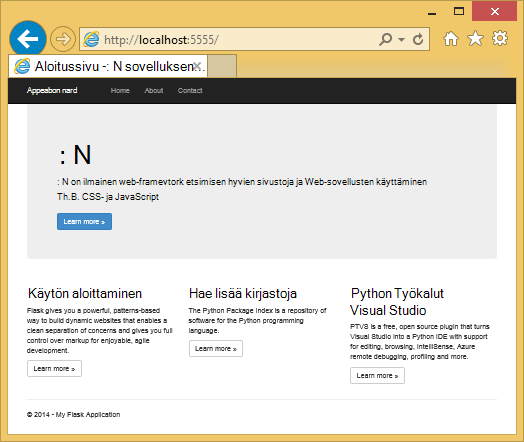 http://localhost:5555/
Aloitussivu -: N sovelluksen...
Appeabon nard Home About Contact
: N
: N on ilmainen web-framevtork etsimisen hyvien sivustoja ja Web-sovellusten käyttäminen
Th.B. CSS- ja JavaScript
Learn more »
Käytön aloittaminen
Flask gives you a powerful, patterns-based
way to build dynamic websites that enables a
clean separation of concerns and gives you full
control over markup for enjoyable, agile
development.
Learn more »
Hae lisää kirjastoja
The Python Package Index is a repository of
software for the Python programming
language.
Learn more »
Python Työkalut
Visual Studio
PTVS is a free, open source plugin that turns
Visual Studio into a Python IDE with support
for editing, browsing, IntelliSense, Azure
remote debugging, profiling and more.
Learn more »
© 2014 - My Flask Application